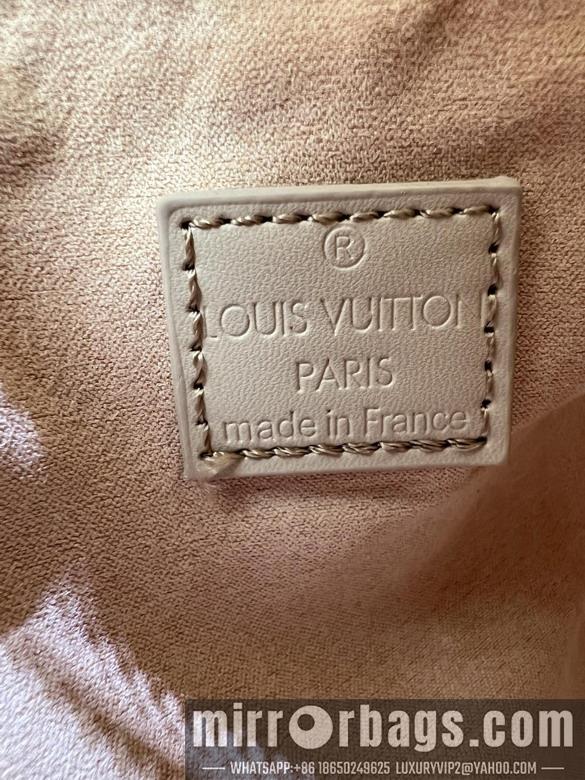 ®
LOUIS VUITTON
PARIS
made in France
mirrorbags.com
WHATSAPP:+86 18650249625 LUXURYVIP2@YAHOO.COM